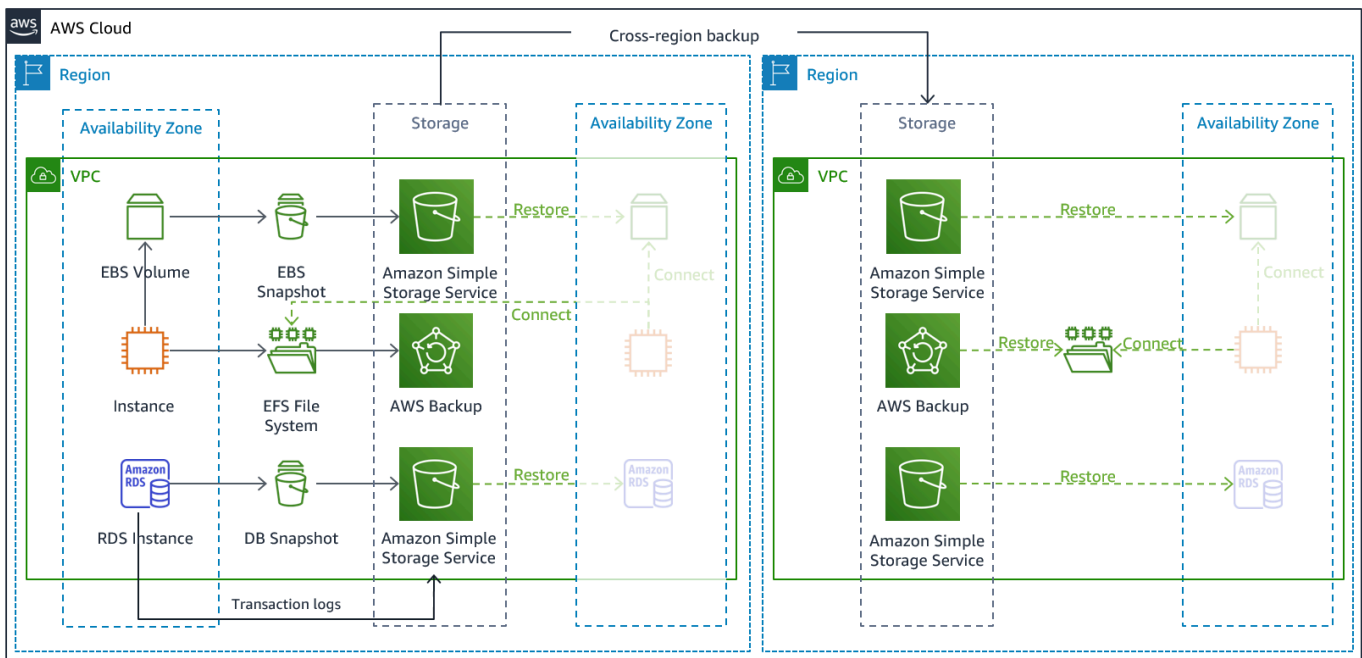 aws
AWS Cloud
Cross-region backup
Region
Availability Zone
Storage
Availability Zone
VPC
Restore
EBS Volume
EBS
Snapshot
Amazon Simple
Storage Service
Connect
Connect
Instance
EFS File
System
AWS Backup
Amazon
RDS
Restore
Amazon
RDS
RDS Instance
DB Snapshot
Amazon Simple
Storage Service
Transaction logs
Region
Storage
Availability Zone
VPC
Restore
Amazon Simple
Storage Service
Connect
Restore
Connect
AWS Backup
Restore
Amazon
RDS
Amazon Simple
Storage Service